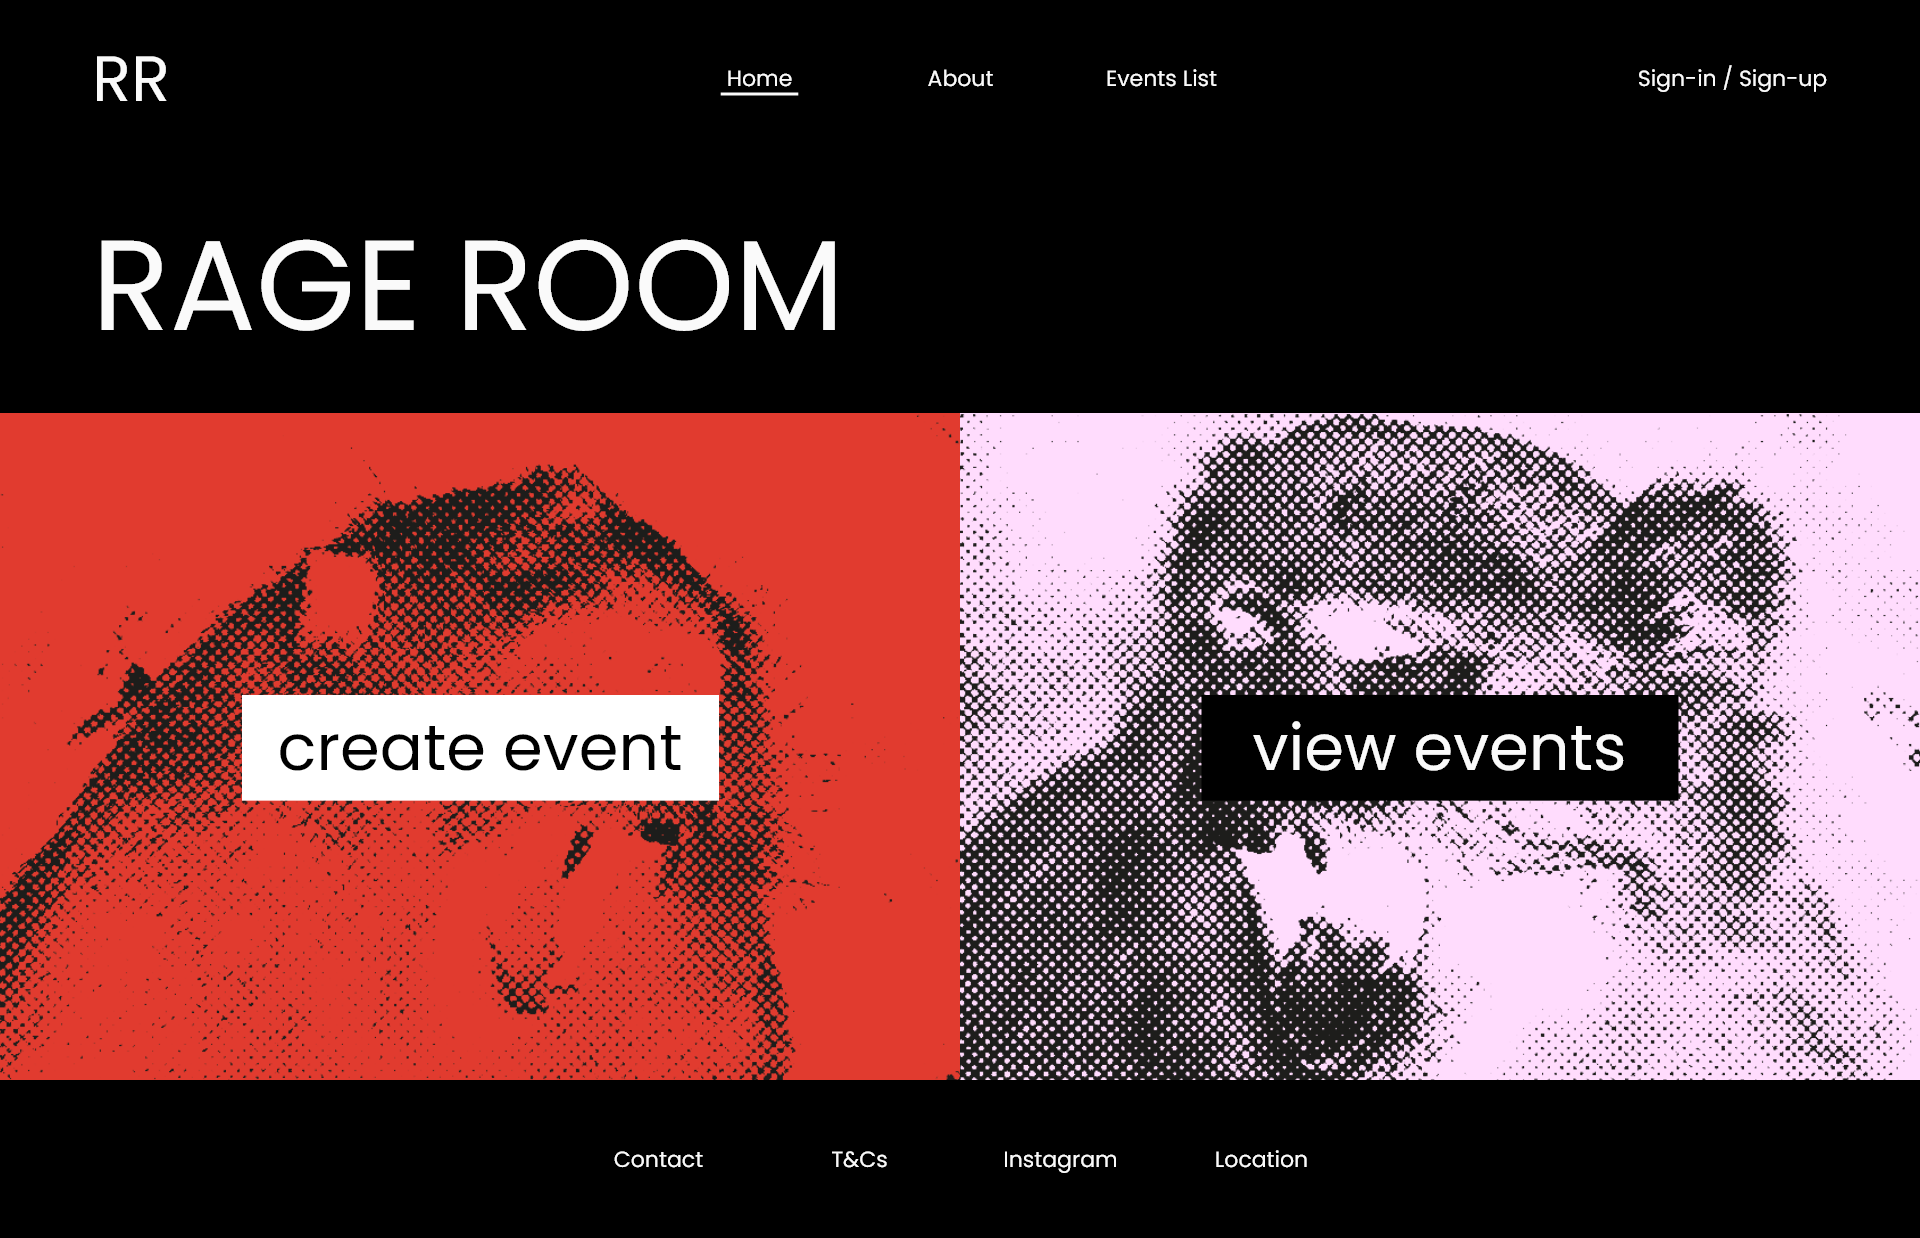 RR
Home
About
Events List
Sign-in / Sign-up
RAGE ROOM
create event
view events
Contact
T&Cs
Instagram
Location